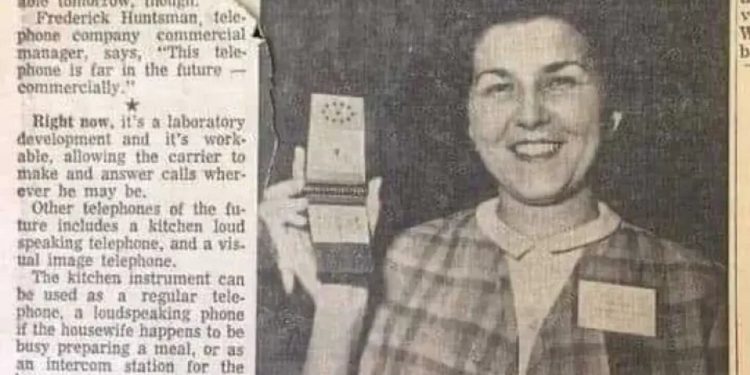 able tomorrow, though.
Frederick Huntsman, tele-
phone company commercial
manager, says, "This tele-
phone is far in the future —
commercially."
★
Right now, it's a laboratory
development and it's work-
able, allowing the carrier to
make and answer calls wher-
ever he may be.
Other telephones of the fu-
ture includes a kitchen loud
speaking telephone, and a vis-
ual image telephone.
The kitchen instrument can
be used as a regular tele-
phone, a loudspeaking phone
if the housewife happens to be
busy preparing a meal, or as
an intercom station for the